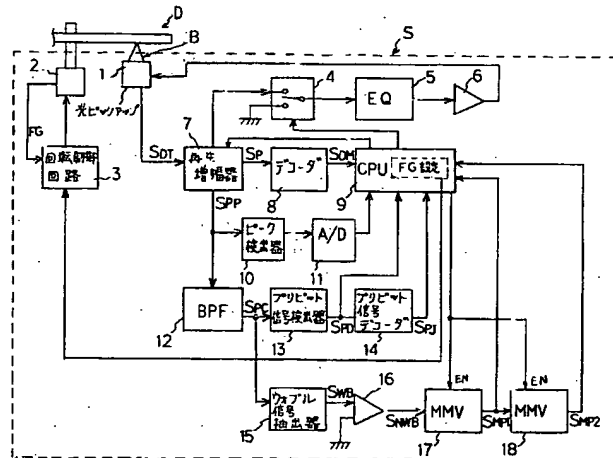 D
B
S
2
1
光ピックアップ
4
5
EQ
6
FG
回転制御
回路
3
SDT
7
再生
増幅器
SP
デコーダ
8
SDM
CPU
FG設定
9
SPP
ピーク
検出器
10
A/D
11
BPF
12
SPC
プリピット
信号検出器
13
SPD
プリピット
信号
デコーダ
14
SPJ
ウォブル
信号
抽出器
15
SWB
16
SNWB
EN
MMV
17
SMP1
EN
MMV
18
SMP2